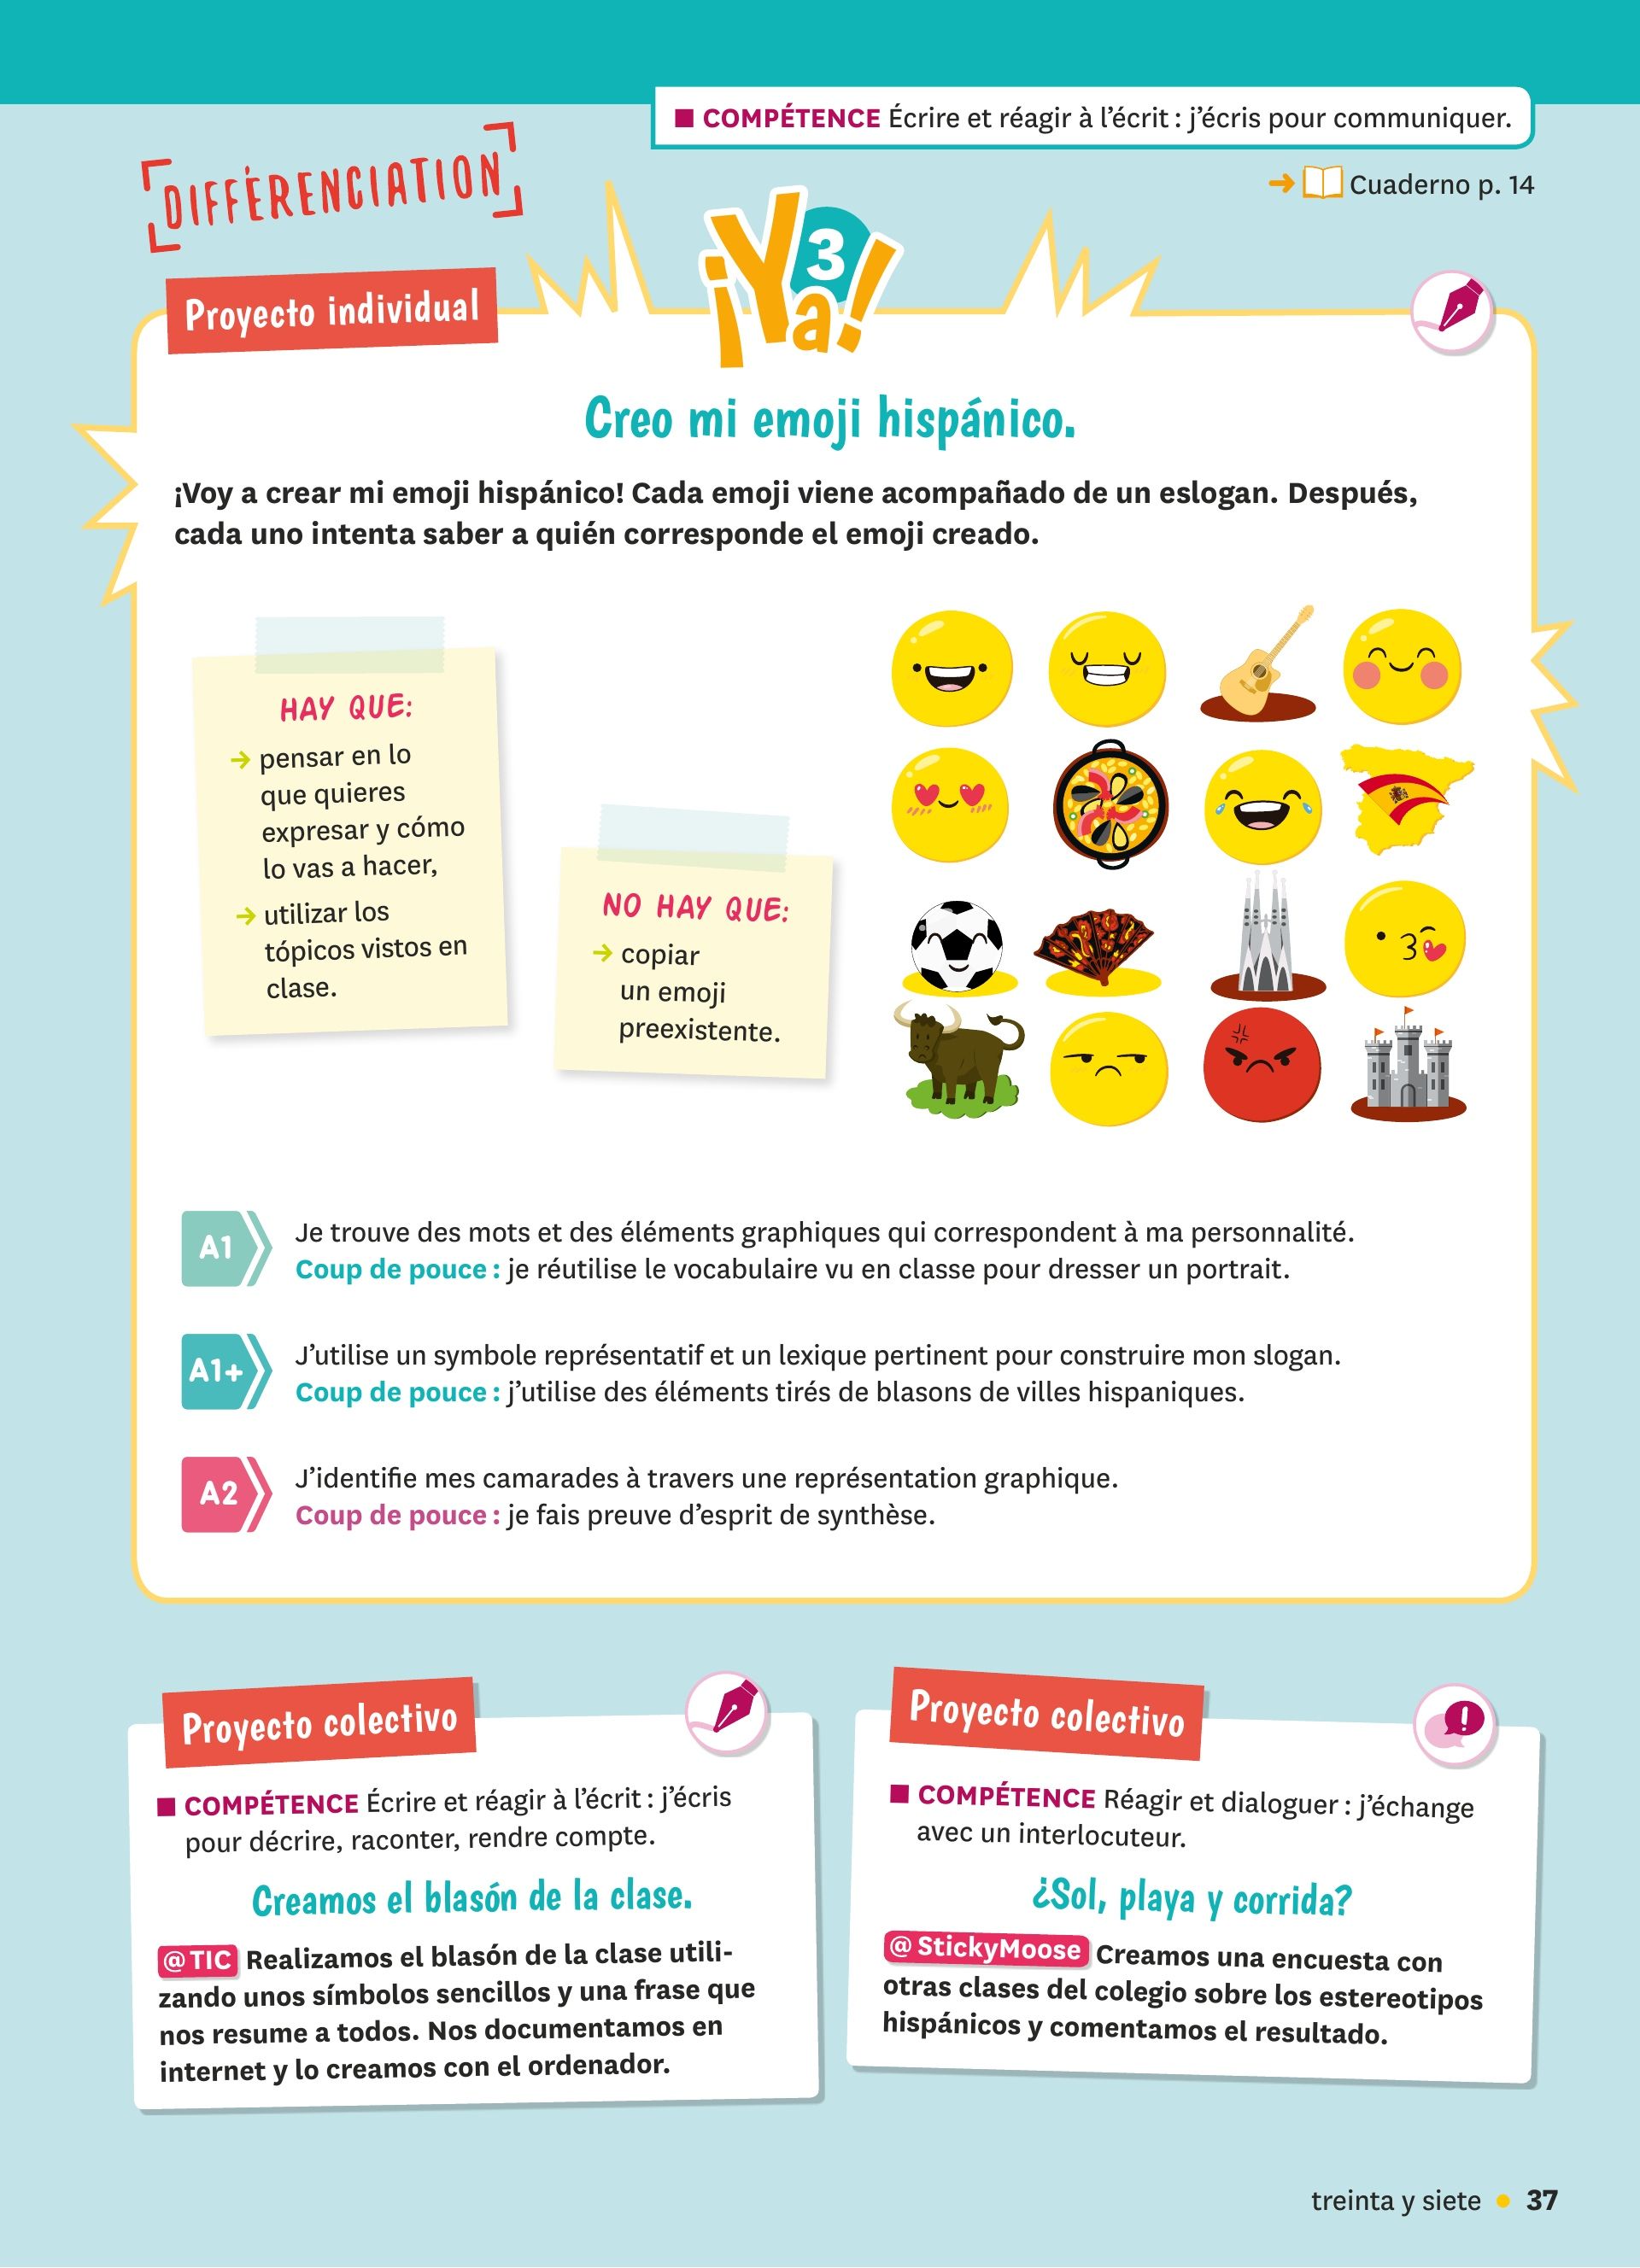 ■ COMPÉTENCE Écrire et réagir à l'écrit : j'écris pour communiquer.
DIFFÉRENCIATION
→ Cuaderno p. 14
¡Ya! 3
Proyecto individual
Creo mi emoji hispánico.
¡Voy a crear mi emoji hispánico! Cada emoji viene acompañado de un eslogan. Después,
cada uno intenta saber a quién corresponde el emoji creado.
HAY QUE:
→ pensar en lo
que quieres
expresar y cómo
lo vas a hacer,
→ utilizar los
tópicos vistos en
clase.
NO HAY QUE:
→ copiar
un emoji
preexistente.
A1
Je trouve des mots et des éléments graphiques qui correspondent à ma personnalité.
Coup de pouce : je réutilise le vocabulaire vu en classe pour dresser un portrait.
A1+
J'utilise un symbole représentatif et un lexique pertinent pour construire mon slogan.
Coup de pouce : j'utilise des éléments tirés de blasons de villes hispaniques.
A2
J'identifie mes camarades à travers une représentation graphique.
Coup de pouce : je fais preuve d'esprit de synthèse.
Proyecto colectivo
■ COMPÉTENCE Écrire et réagir à l'écrit : j'écris
pour décrire, raconter, rendre compte.
Creamos el blasón de la clase.
@TIC Realizamos el blasón de la clase utili-
zando unos símbolos sencillos y una frase que
nos resume a todos. Nos documentamos en
internet y lo creamos con el ordenador.
Proyecto colectivo
■ COMPÉTENCE Réagir et dialoguer : j'échange
avec un interlocuteur.
¿Sol, playa y corrida?
@StickyMoose Creamos una encuesta con
otras clases del colegio sobre los estereotipos
hispánicos y comentamos el resultado.
treinta y siete • 37